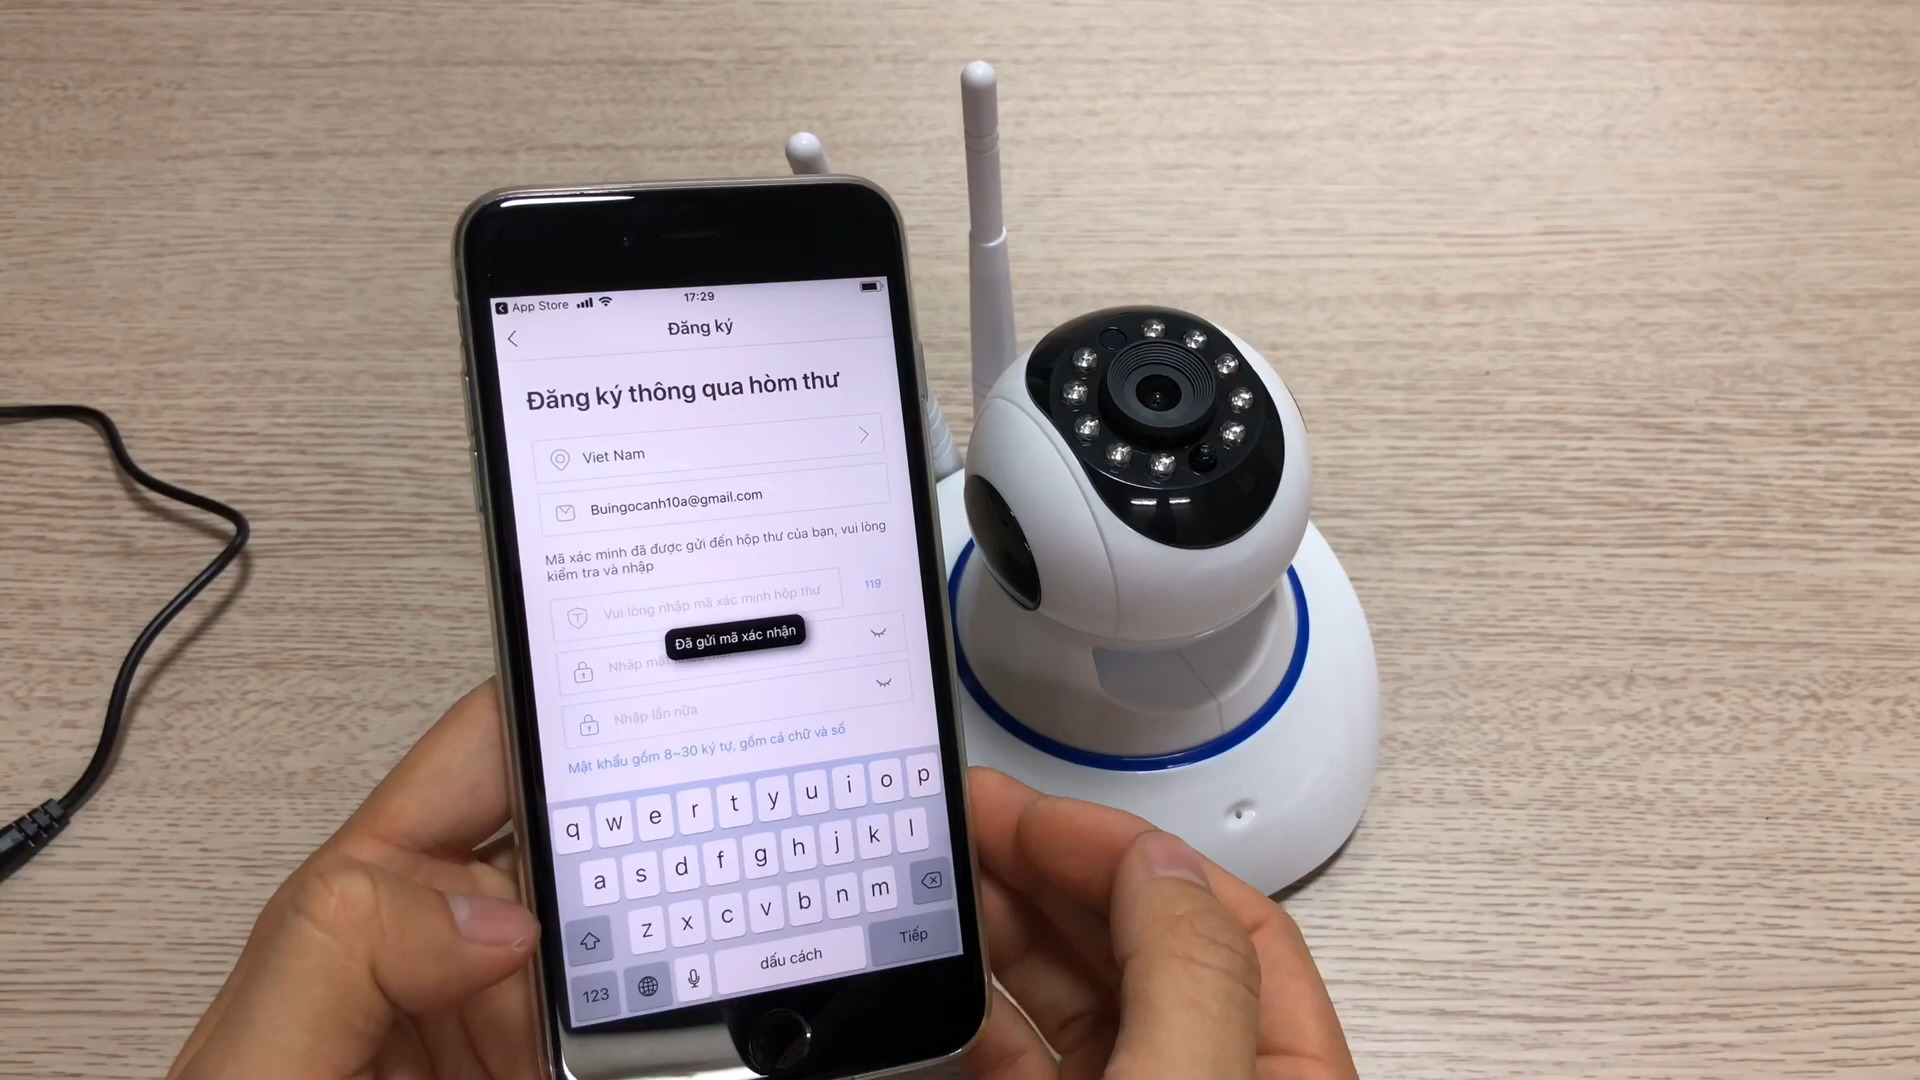 App Store 17:29
Đăng ký
Đăng ký thông qua hòm thư
Viet Nam
Buingocanh10a@gmail.com
Mã xác minh đã được gửi đến hộp thư của bạn, vui lòng
kiểm tra và nhập
Vui lòng nhập mã xác minh hộp thư 119
Đã gửi mã xác nhận
Nhập
Nhập lần nữa
Mật khẩu gồm 8~30 ký tự, gồm cả chữ và số
q w e r t y u i o p
a s d f g h j k l
z x c v b n m
123 dấu cách Tiếp